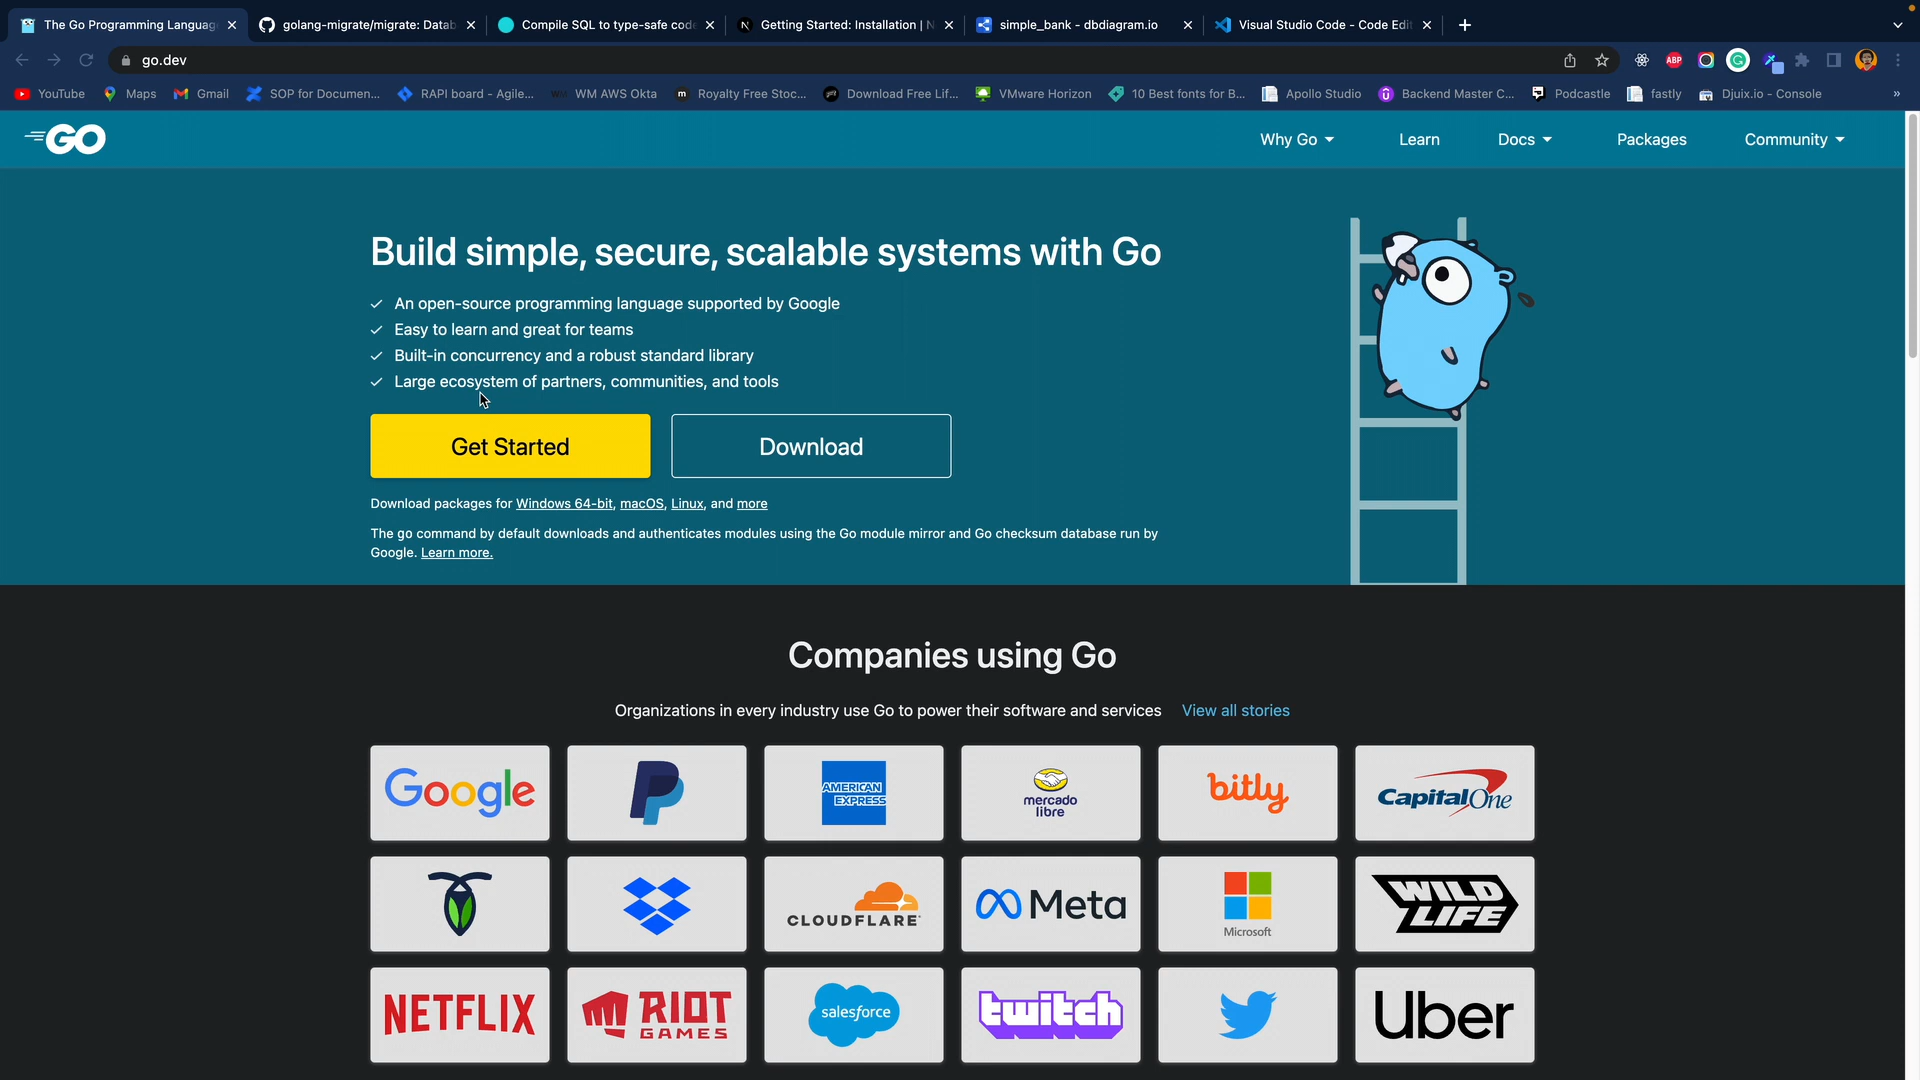 The Go Programming Languag
golang-migrate/migrate: Datab
Compile SQL to type-safe cod
Getting Started: Installation | N
simple_bank - dbdiagram.io
Visual Studio Code - Code Edit
go.dev
ABP
YouTube
Maps
Gmail
SOP for Documen...
RAPI board - Agile...
WM AWS Okta
Royalty Free Stoc...
Download Free Lif...
VMware Horizon
10 Best fonts for B...
Apollo Studio
Backend Master C...
Podcastle
fastly
Djuix.io - Console
»
GO
Why Go
Learn
Docs
Packages
Community
Build simple, secure, scalable systems with Go
An open-source programming language supported by Google
Easy to learn and great for teams
Built-in concurrency and a robust standard library
Large ecosystem of partners, communities, and tools
Get Started
Download
Download packages for Windows 64-bit, macOS, Linux, and more
The go command by default downloads and authenticates modules using the Go module mirror and Go checksum database run by
Google. Learn more.
Companies using Go
Organizations in every industry use Go to power their software and services View all stories
Google
AMERICAN
EXPRESS
mercado
libre
bitly
CapitalOne
CLOUDFLARE
Meta
Microsoft
WILD
LIFE
NETFLIX
RIOT
GAMES
salesforce
twitch
Uber